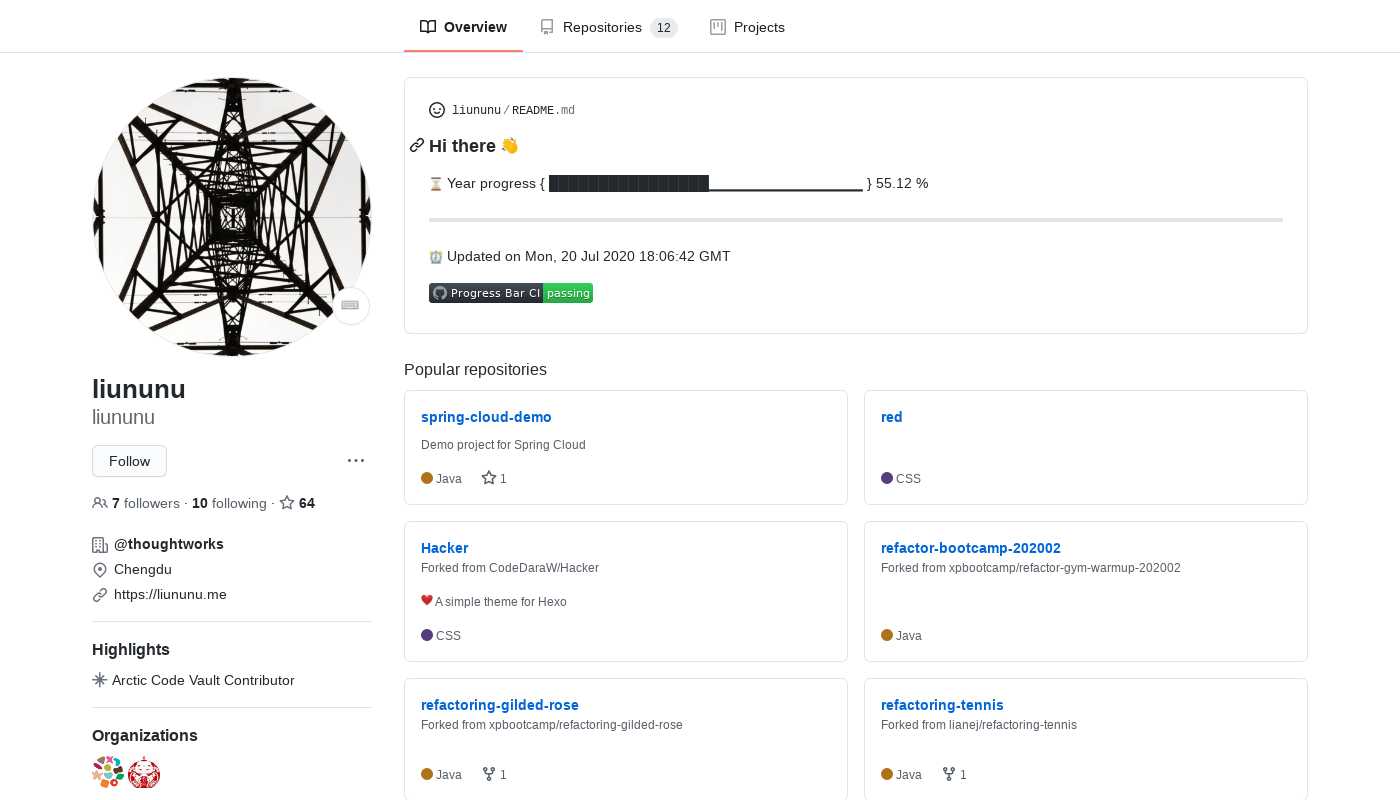 Overview
Repositories 12
Projects
liununu/README.md
Hi there 👋
⏳ Year progress { ████████████████▁▁▁▁▁▁▁▁▁▁▁▁▁▁ } 55.12 %
⏰ Updated on Mon, 20 Jul 2020 18:06:42 GMT
Progress Bar CI passing
liununu
liununu
Follow
7 followers · 10 following · 64
@thoughtworks
Chengdu
https://liununu.me
Highlights
Arctic Code Vault Contributor
Organizations
Popular repositories
spring-cloud-demo
Demo project for Spring Cloud
Java 1
red
CSS
Hacker
Forked from CodeDaraW/Hacker
❤️ A simple theme for Hexo
CSS
refactor-bootcamp-202002
Forked from xpbootcamp/refactor-gym-warmup-202002
Java
refactoring-gilded-rose
Forked from xpbootcamp/refactoring-gilded-rose
Java 1
refactoring-tennis
Forked from lianej/refactoring-tennis
Java 1